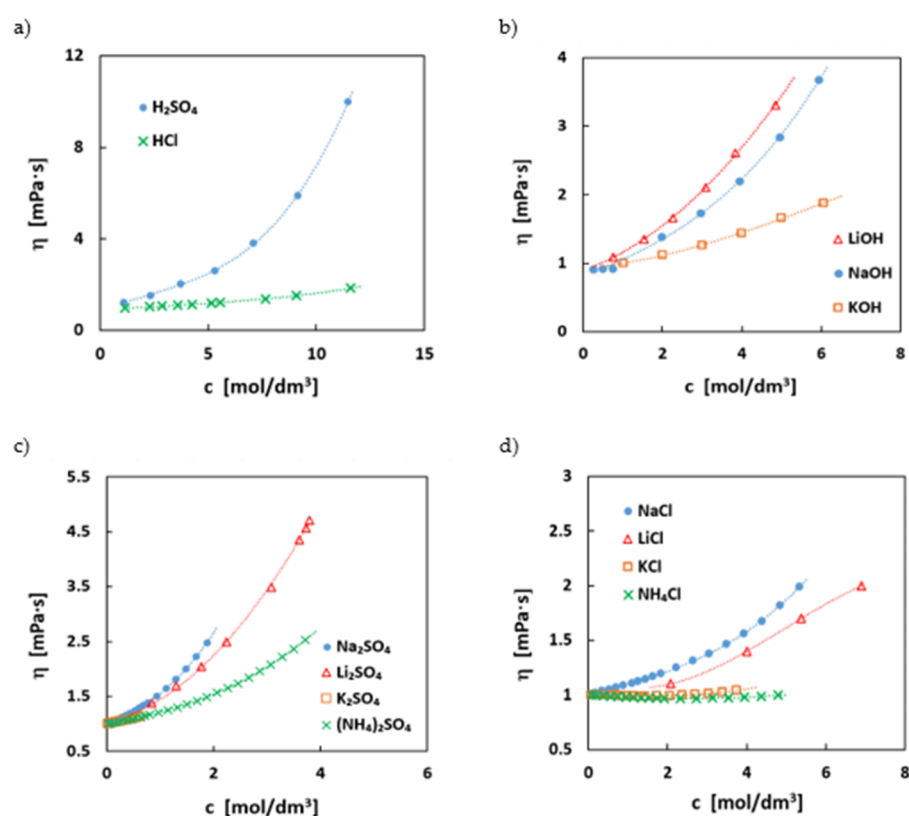 a)
12
8
4
0
η [mPa·s]
H₂SO₄
HCl
0 5 10 15
c [mol/dm³]
b)
4
3
2
1
0
η [mPa·s]
LiOH
NaOH
KOH
0 2 4 6 8
c [mol/dm³]
c)
5.5
4.5
3.5
2.5
1.5
0.5
η [mPa·s]
Na₂SO₄
Li₂SO₄
K₂SO₄
(NH₄)₂SO₄
0 2 4 6
c [mol/dm³]
d)
3
2.5
2
1.5
1
0.5
η [mPa·s]
NaCl
LiCl
KCl
NH₄Cl
0 2 4 6 8
c [mol/dm³]